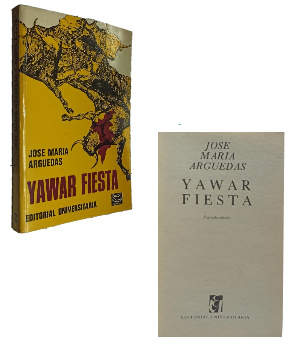 JOSE MARIA
ARGUEDAS
YAWAR FIESTA
EDITORIAL UNIVERSITARIA
JOSE
MARIA
ARGUEDAS
YAWAR
FIESTA
EDITORIAL UNIVERSITARIA